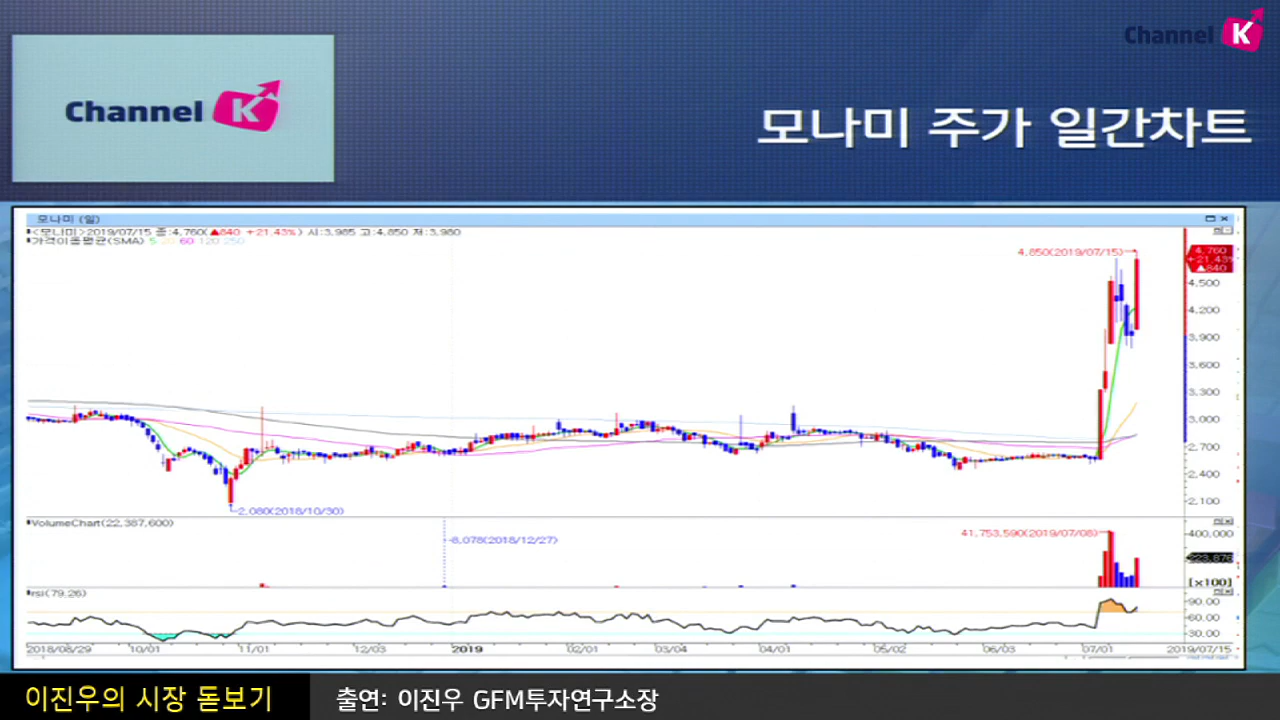 Channel K
Channel K
모나미 주가 일간차트
모나미 (일)
<모나미>2019/07/15 종:4,760(▲840 +21.43%) 시:3,985 고:4,850 저:3,980
가격이동평균(SMA) 5 20 60 120 250
4,850(2019/07/15)
4,760
+21.43%
▲840
4,500
4,200
3,900
3,600
3,300
3,000
2,700
2,400
2,100
2,080(2018/10/30)
VolumeChart(22,387,600)
8,078(2018/12/27)
41,753,590(2019/07/08)
400,000
223,876
[x100]
rsi(79.26)
90.00
60.00
30.00
2018/08/29 10/01 11/01 12/03 2019 02/01 03/04 04/01 05/02 06/03 07/01 2019/07/15
이진우의 시장 돋보기
출연: 이진우 GFM투자연구소장